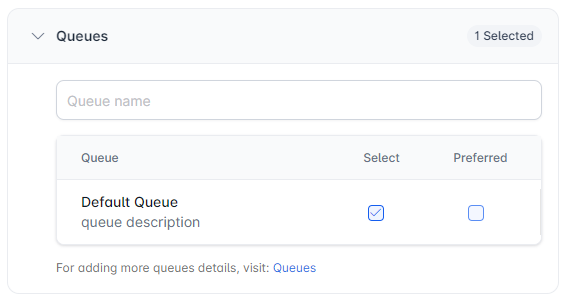 Queues
1 Selected
Queue name
Queue Select Preferred
Default Queue
queue description
For adding more queues details, visit: Queues